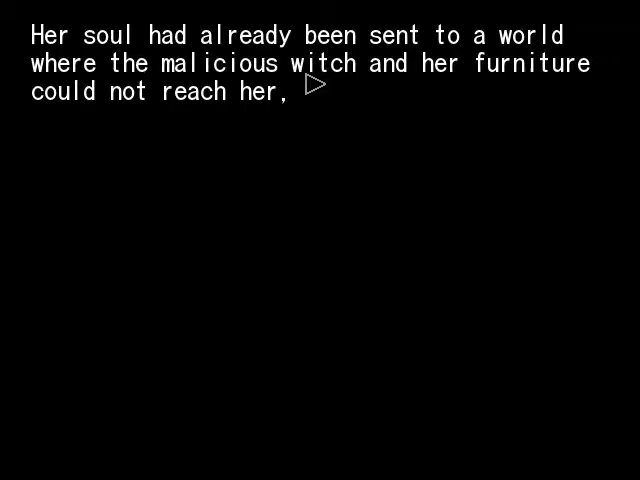 Her soul had already been sent to a world
where the malicious witch and her furniture
could not reach her,